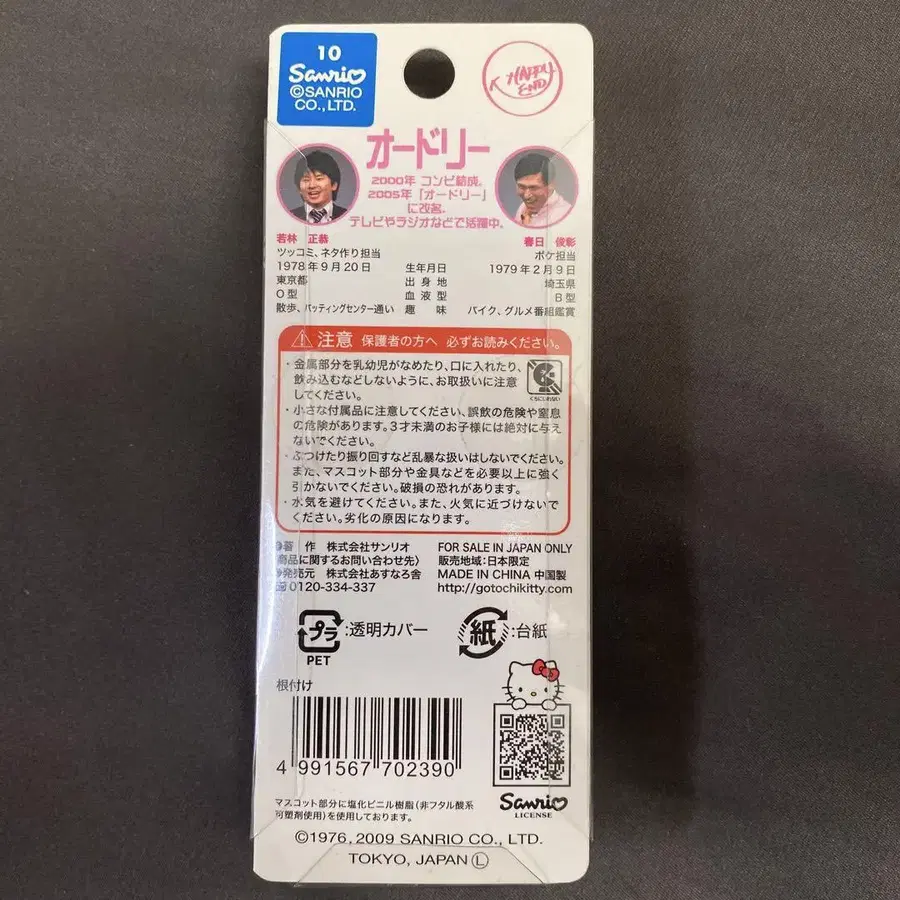 10
Sanrio
©SANRIO
CO.,LTD.
HAPPY
END
オードリー
2000年 コンビ結成。
2005年「オードリー」
に改名。
テレビやラジオなどで活躍中。
若林 正恭 春日 俊彰
ツッコミ、ネタ作り担当 ボケ担当
1978年9月20日 生年月日 1979年2月9日
東京都 出身地 埼玉県
O型 血液型 B型
散歩、バッティングセンター通い 趣味 バイク、グルメ番組鑑賞
注意 保護者の方へ 必ずお読みください。
・金属部分を乳幼児がなめたり、口に入れたり、
飲み込むなどしないように、お取扱いに注意
してください。
くちにいれない
・小さな付属品に注意してください、誤飲の危険や窒息
の危険があります。3才未満のお子様には絶対に与え
ないでください。
・ぶつけたり振り回すなど乱暴な扱いはしないでください。
また、マスコット部分や金具などを必要以上に強く
引かないでください。破損の恐れがあります。
・水気を避けてください。また、火気に近づけないで
ください。劣化の原因になります。
著 作 株式会社サンリオ FOR SALE IN JAPAN ONLY
商品に関するお問い合わせ先〉 販売地域:日本限定
発売元 株式会社あすなろ舎 MADE IN CHINA 中国製
0120-334-337 http://gotochikitty.com
プラ :透明カバー 紙 :台紙
PET
根付け
4 991567 702390
Sanrio
LICENSE
マスコット部分に塩化ビニル樹脂(非フタル酸系
可塑剤使用)を使用しております。
©1976, 2009 SANRIO CO., LTD.
TOKYO, JAPAN Ⓛ